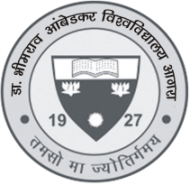 डा. भीमराव आंबेडकर विश्वविद्यालय आगरा
19 27
तमसो मा ज्योतिर्गमय